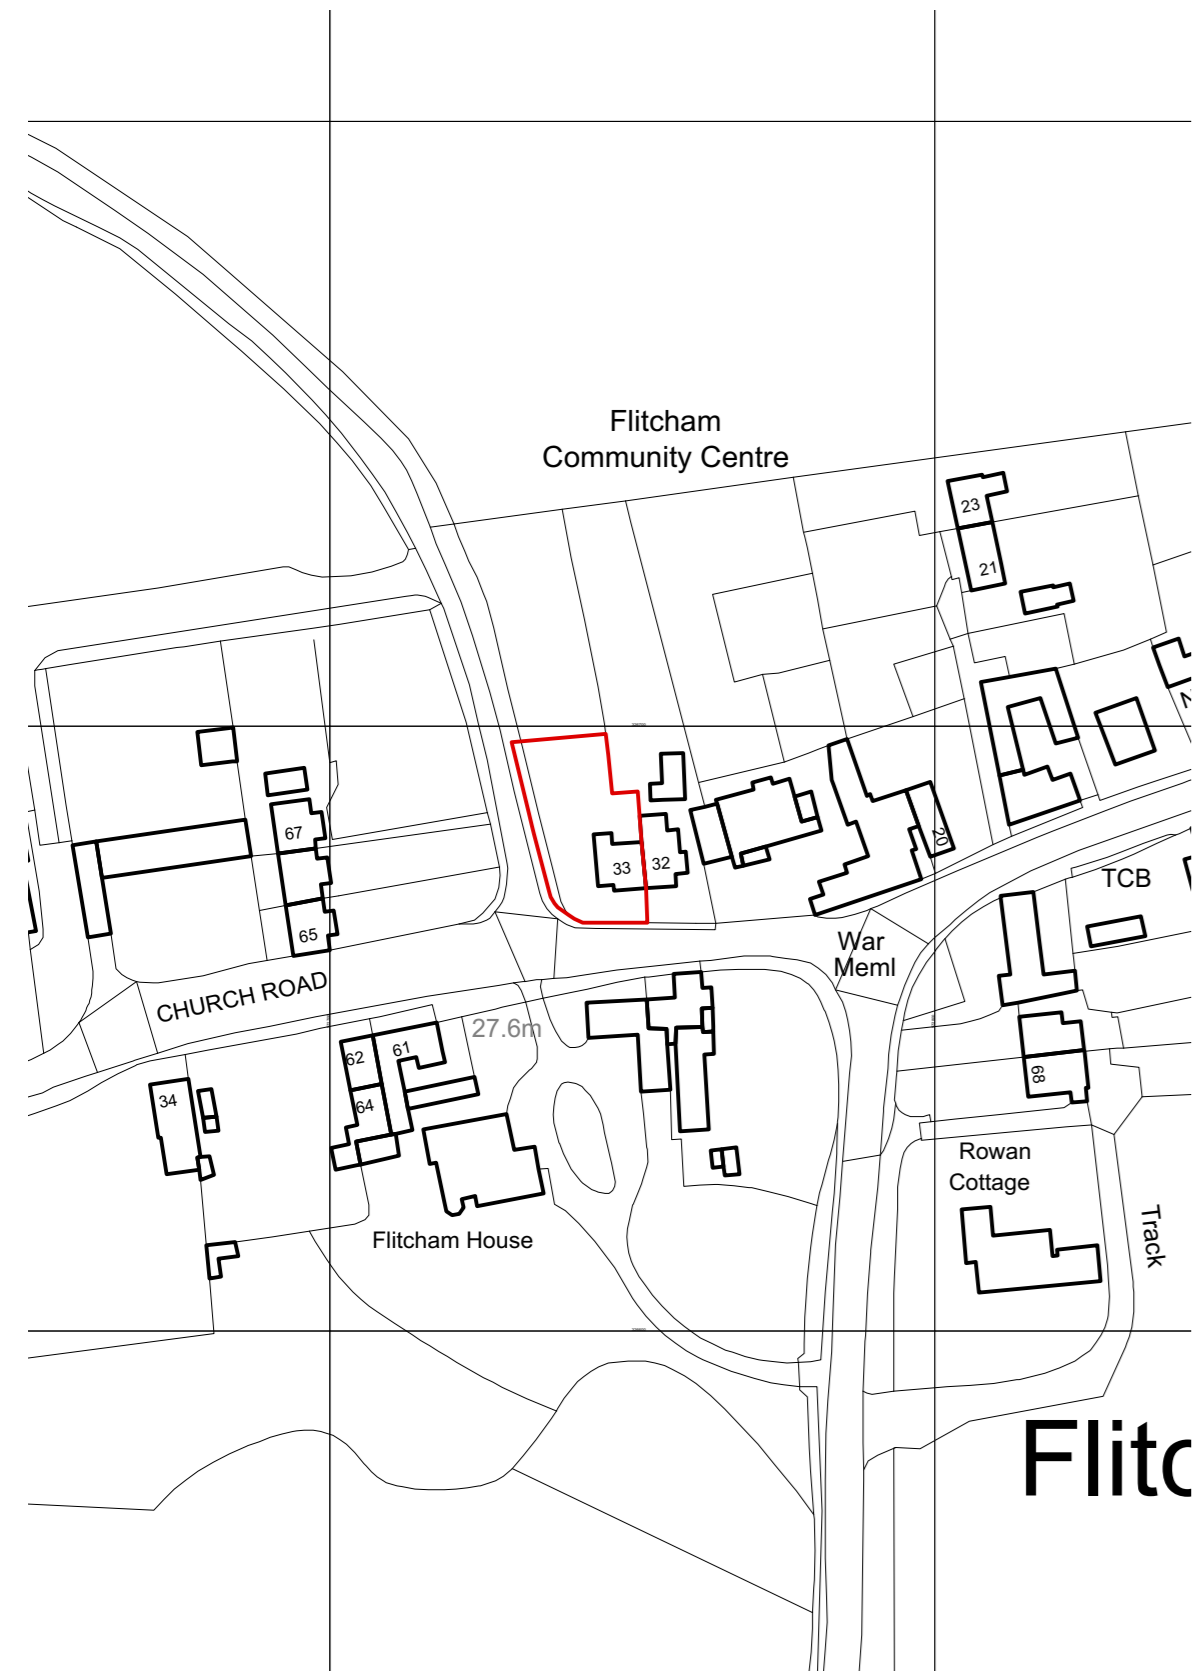 Flitcham
Community Centre
23
21
67
65
33
32
20
TCB
War
Meml
CHURCH ROAD
27.6m
62
61
64
34
68
Rowan
Cottage
Track
Flitcham House
Flitc